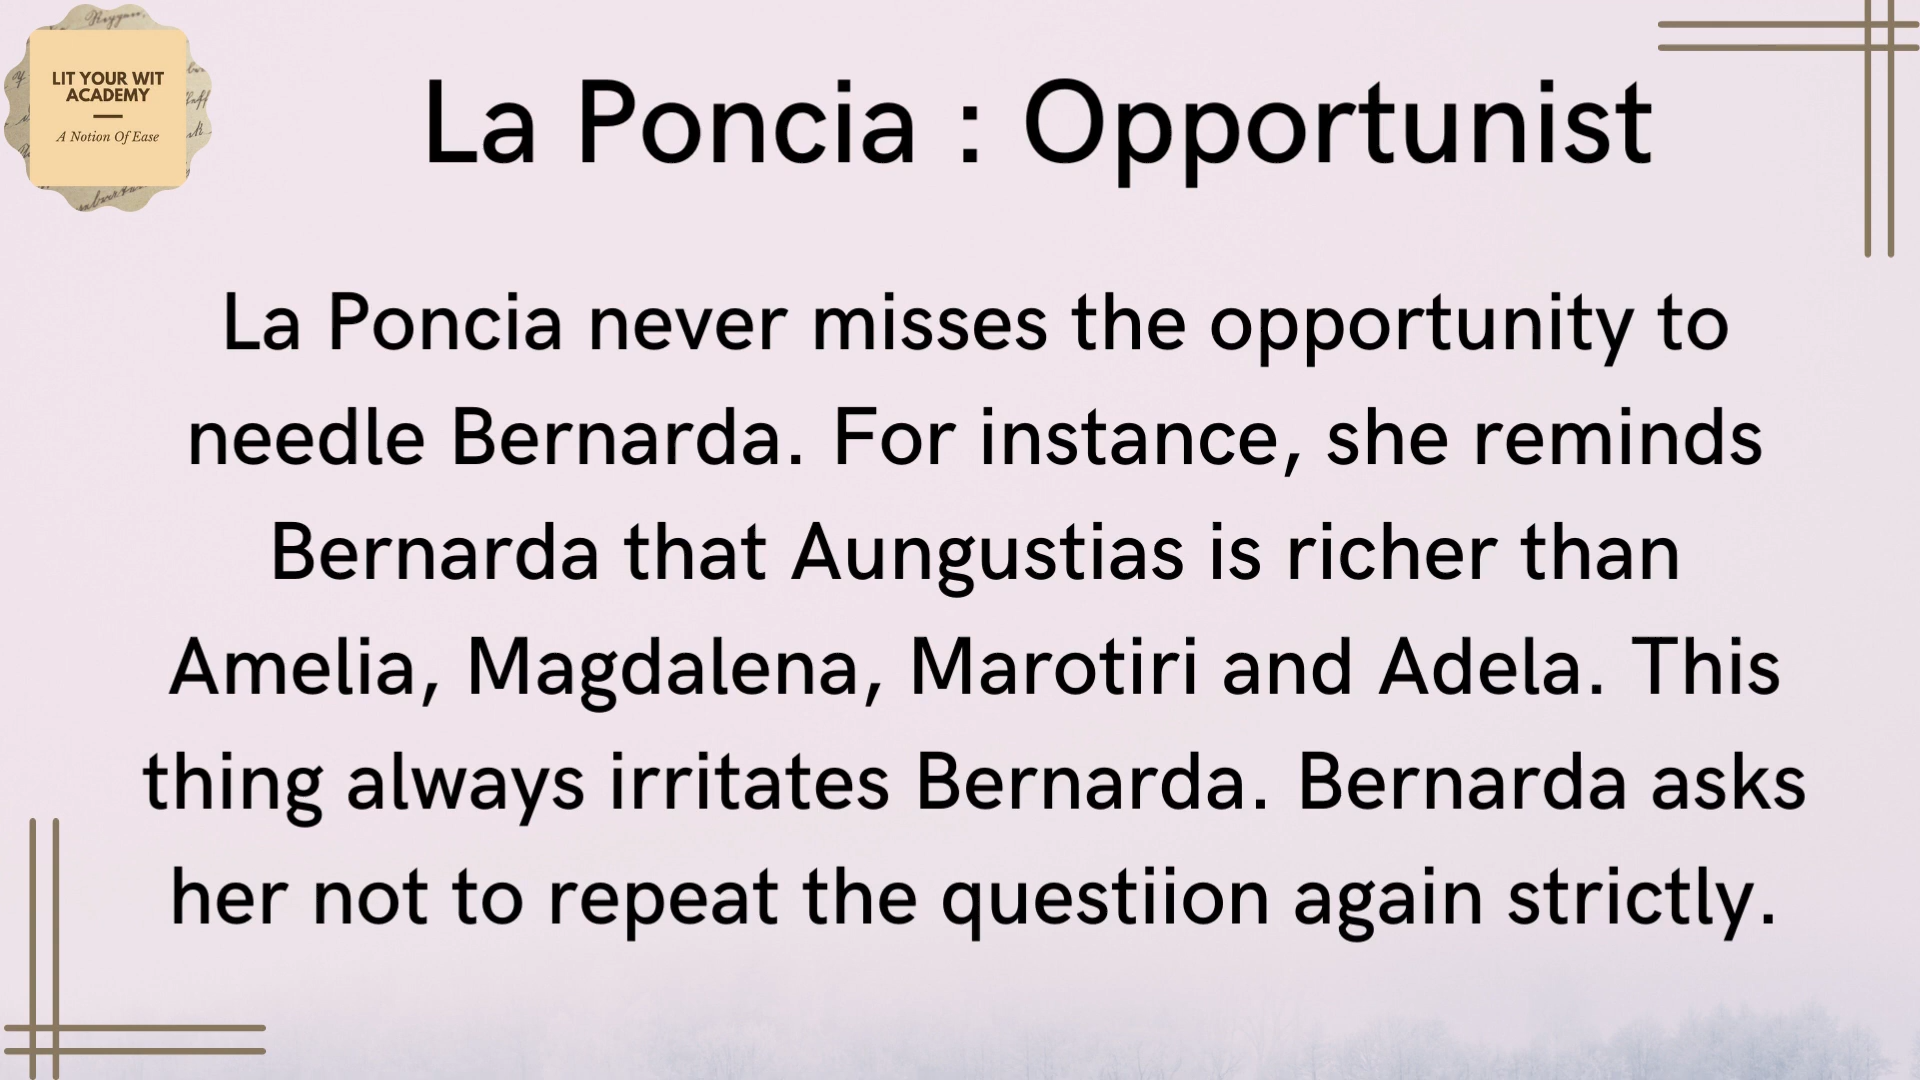 LIT YOUR WIT
ACADEMY
A Notion Of Ease
La Poncia : Opportunist
La Poncia never misses the opportunity to
needle Bernarda. For instance, she reminds
Bernarda that Aungustias is richer than
Amelia, Magdalena, Marotiri and Adela. This
thing always irritates Bernarda. Bernarda asks
her not to repeat the questiion again strictly.